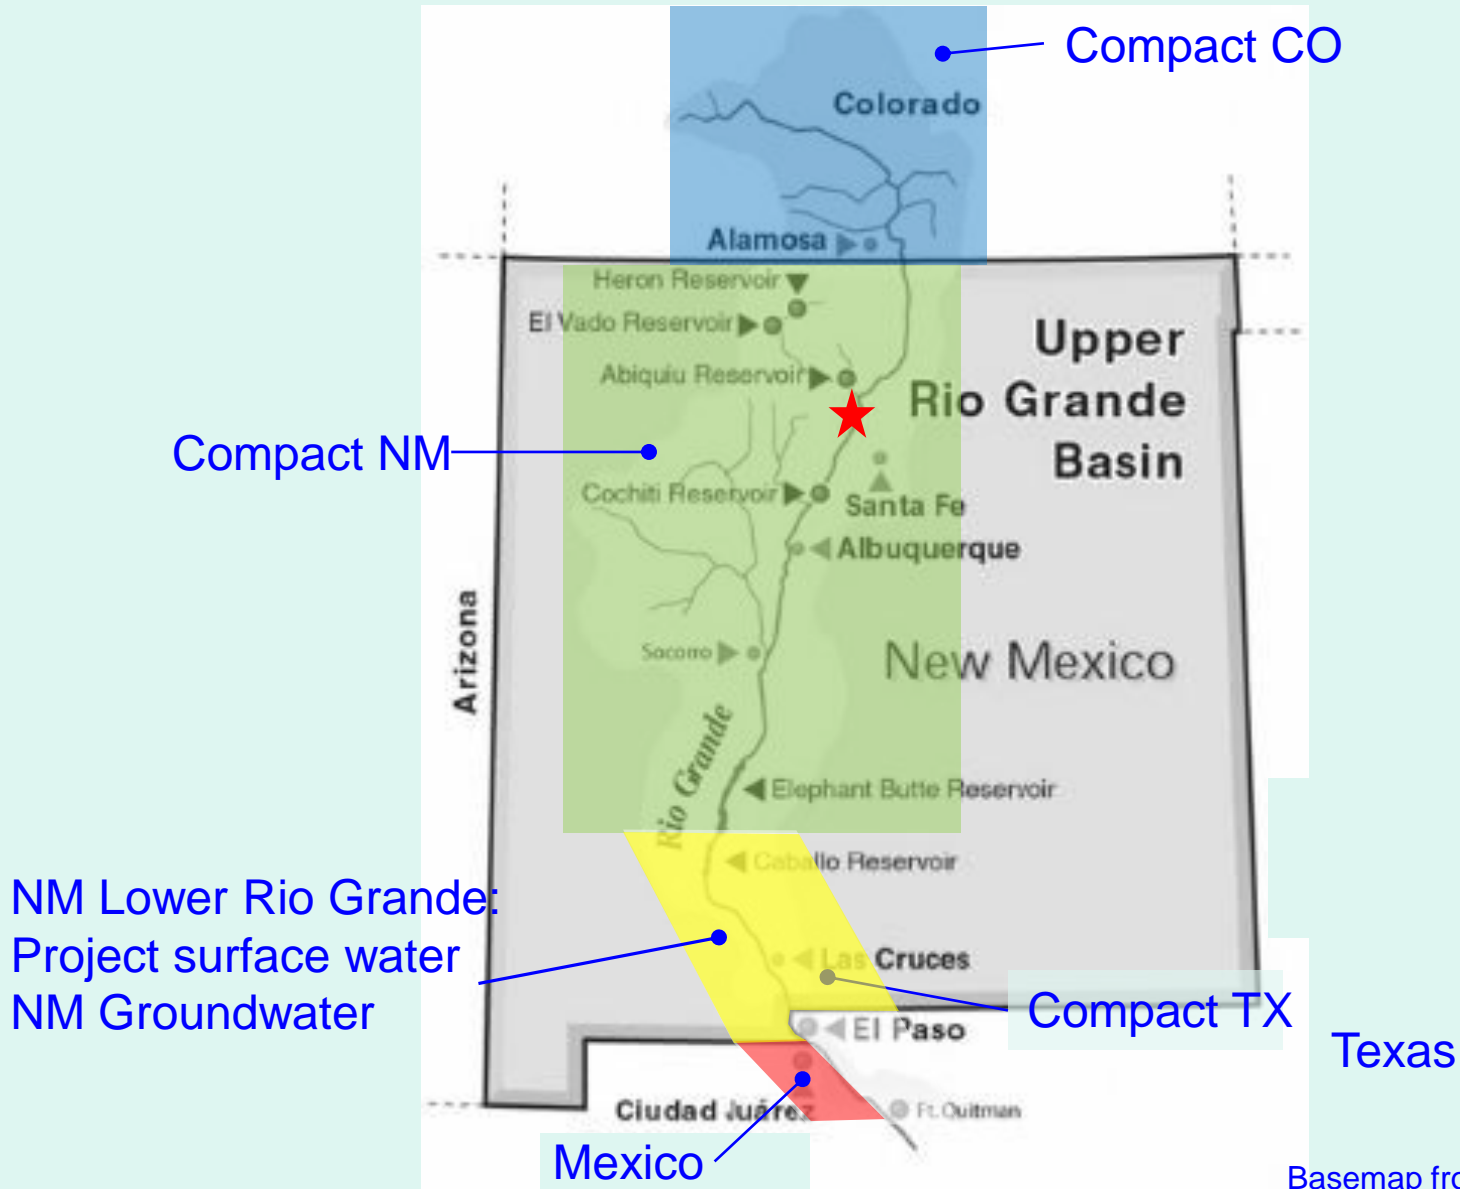 Compact CO
Colorado
Alamosa
Heron Reservoir
El Vado Reservoir
Upper
Rio Grande
Basin
Abiquiu Reservoir
Compact NM
Cochiti Reservoir
Santa Fe
Albuquerque
Arizona
Socorro
New Mexico
Rio Grande
Elephant Butte Reservoir
Caballo Reservoir
NM Lower Rio Grande:
Project surface water
NM Groundwater
Las Cruces
Compact TX
El Paso
Texas
Ciudad Juárez
Ft. Quitman
Mexico
Basemap